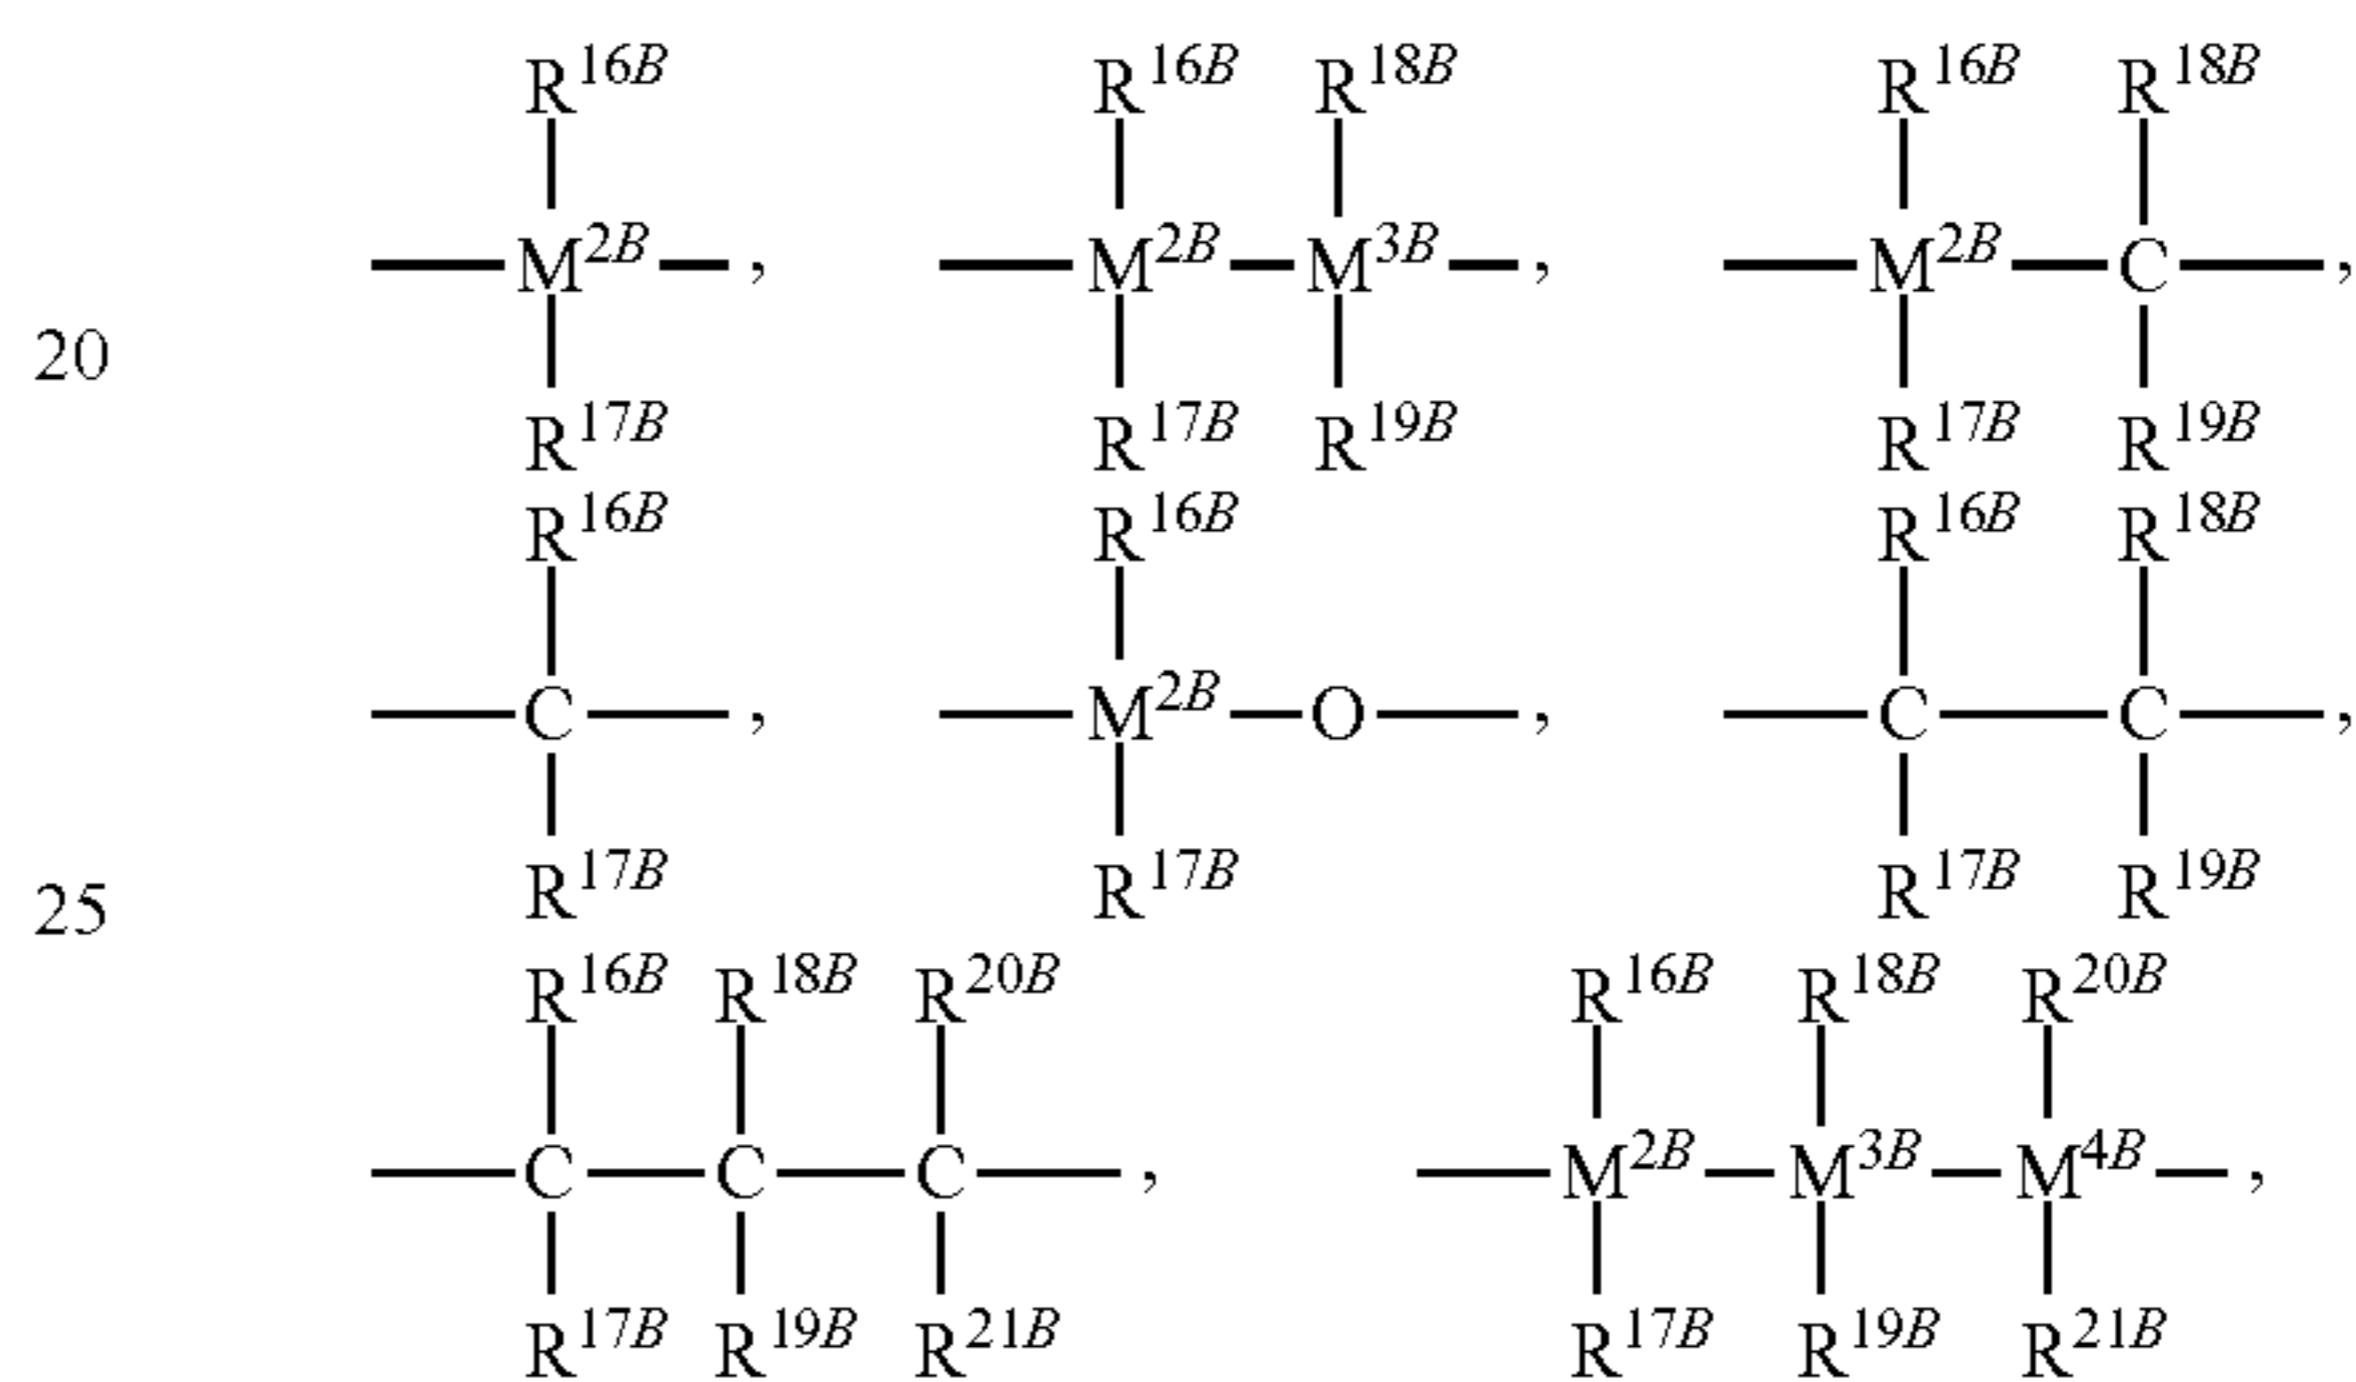 R16B R16B R18B R16B R18B
—M2B—, —M2B—M3B—, —M2B—C—,
20
R17B R17B R19B R17B R19B
R16B R16B R16B R18B
—C—, —M2B—O—, —C—C—,
R17B R17B R17B R19B
25
R16B R18B R20B R16B R18B R20B
—C—C—C—, —M2B—M3B—M4B—,
R17B R19B R21B R17B R19B R21B